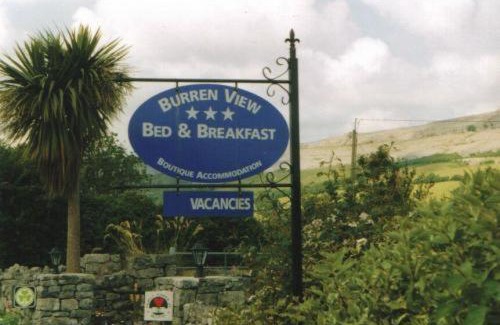 BURREN VIEW
BED & BREAKFAST
BOUTIQUE ACCOMMODATION
VACANCIES